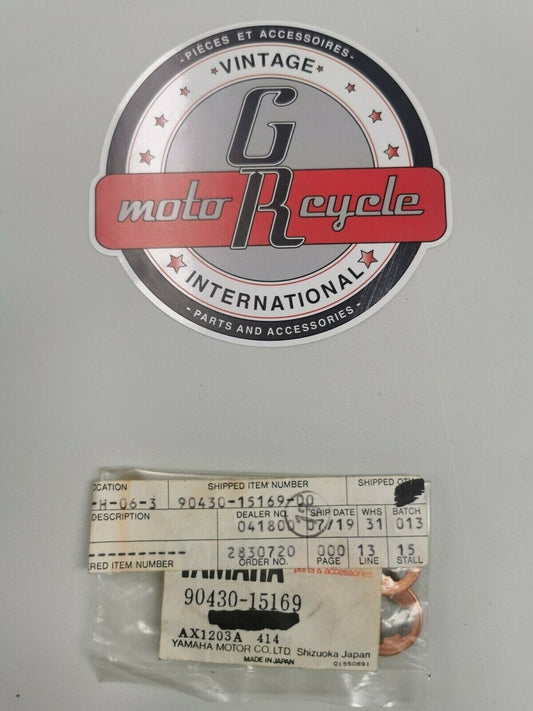 - PIÈCES ET ACCESSOIRES -
VINTAGE
GR
moto cycle
INTERNATIONAL
- PARTS AND ACCESSORIES -
SHIPPED ITEM NUMBER SHIPPED
-H-06-3 90430-15169-00
DESCRIPTION DEALER NO. SHIP DATE WHS BATCH
041800 07/19 31 013
2830720 000 13 15
ITEM NUMBER ORDER NO. PAGE LINE STALL
YAMAHA parts & accessories
90430-15169
AX1203A 414
YAMAHA MOTOR CO., LTD. Shizuoka Japan
MADE IN JAPAN 01550891